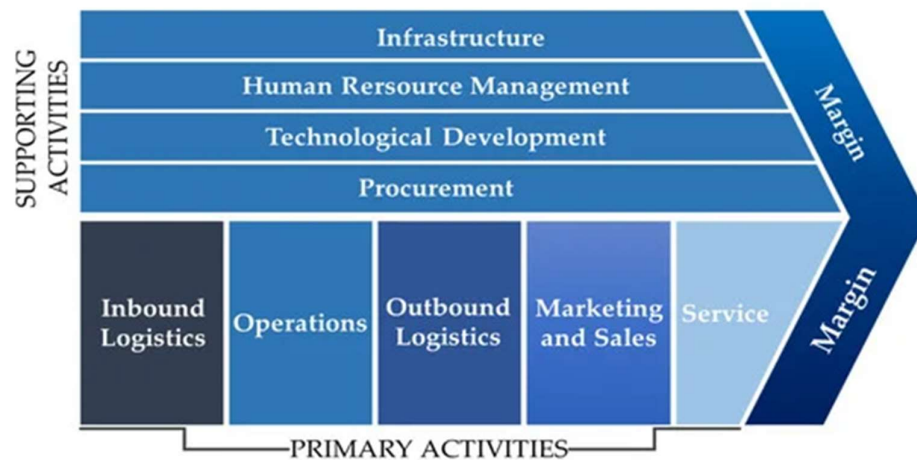 SUPPORTING
ACTIVITIES
Infrastructure
Human Rersource Management
Technological Development
Procurement
Margin
Inbound
Logistics
Operations
Outbound
Logistics
Marketing
and Sales
Service
Margin
PRIMARY ACTIVITIES